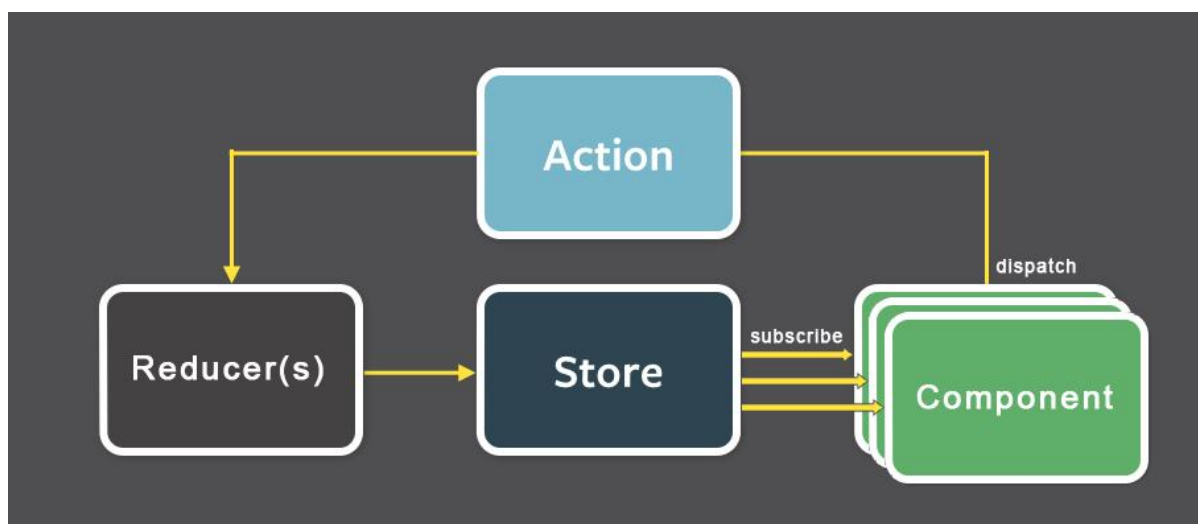 Action
dispatch
Reducer(s)
Store
subscribe
Component